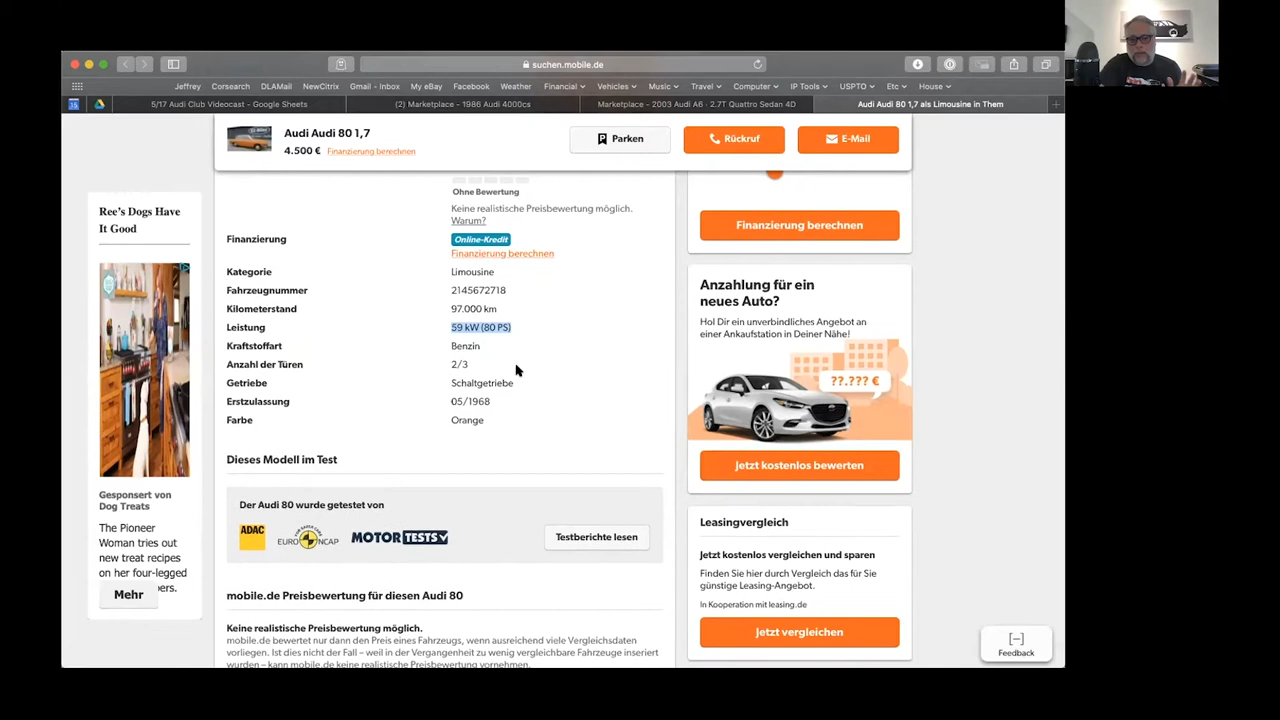 suchen.mobile.de
Jeffrey Corsearch DLAMail NewCitrix Gmail - Inbox My eBay Facebook Weather Financial Vehicles Music Travel Computer IP Tools USPTO Etc House
5/17 Audi Club Videocast - Google Sheets
(2) Marketplace - 1986 Audi 4000cs
Marketplace - 2003 Audi A6 · 2.7T Quattro Sedan 4D
Audi Audi 80 1,7 als Limousine in Them
Audi Audi 80 1,7
4.500 € Finanzierung berechnen
Parken
Rückruf
E-Mail
Ohne Bewertung
Keine realistische Preisbewertung möglich.
Warum?
Finanzierung Online-Kredit
Finanzierung berechnen
Kategorie Limousine
Fahrzeugnummer 2145672718
Kilometerstand 97.000 km
Leistung 59 kW (80 PS)
Kraftstoffart Benzin
Anzahl der Türen 2/3
Getriebe Schaltgetriebe
Erstzulassung 05/1968
Farbe Orange
Dieses Modell im Test
Der Audi 80 wurde getestet von
ADAC
EURO NCAP
MOTOR TESTS
Testberichte lesen
mobile.de Preisbewertung für diesen Audi 80
Keine realistische Preisbewertung möglich.
mobile.de bewertet nur dann den Preis eines Fahrzeugs, wenn ausreichend viele Vergleichsdaten
vorliegen. Ist dies nicht der Fall – weil in der Vergangenheit zu wenig vergleichbare Fahrzeuge inseriert
wurden – kann mobile.de keine realistische Preisbewertung vornehmen.
Ree's Dogs Have
It Good
Gesponsert von
Dog Treats
The Pioneer
Woman tries out
new treat recipes
on her four-legged
pers.
Mehr
Finanzierung berechnen
Anzahlung für ein
neues Auto?
Hol Dir ein unverbindliches Angebot an
einer Ankaufstation in Deiner Nähe!
??.??? €
Jetzt kostenlos bewerten
Leasingvergleich
Jetzt kostenlos vergleichen und sparen
Finden Sie hier durch Vergleich das für Sie
günstige Leasing-Angebot.
In Kooperation mit leasing.de
Jetzt vergleichen
[-]
Feedback